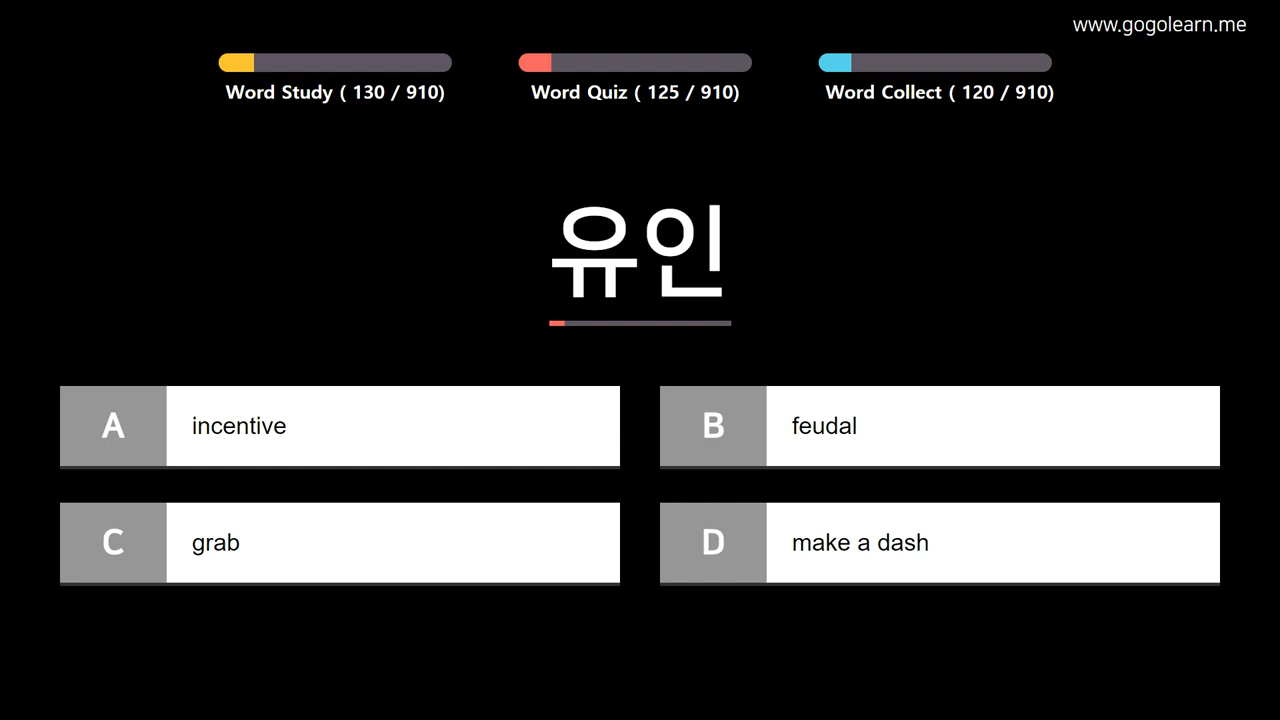 www.gogolearn.me
Word Study ( 130 / 910)
Word Quiz ( 125 / 910)
Word Collect ( 120 / 910)
유인
A incentive
B feudal
C grab
D make a dash